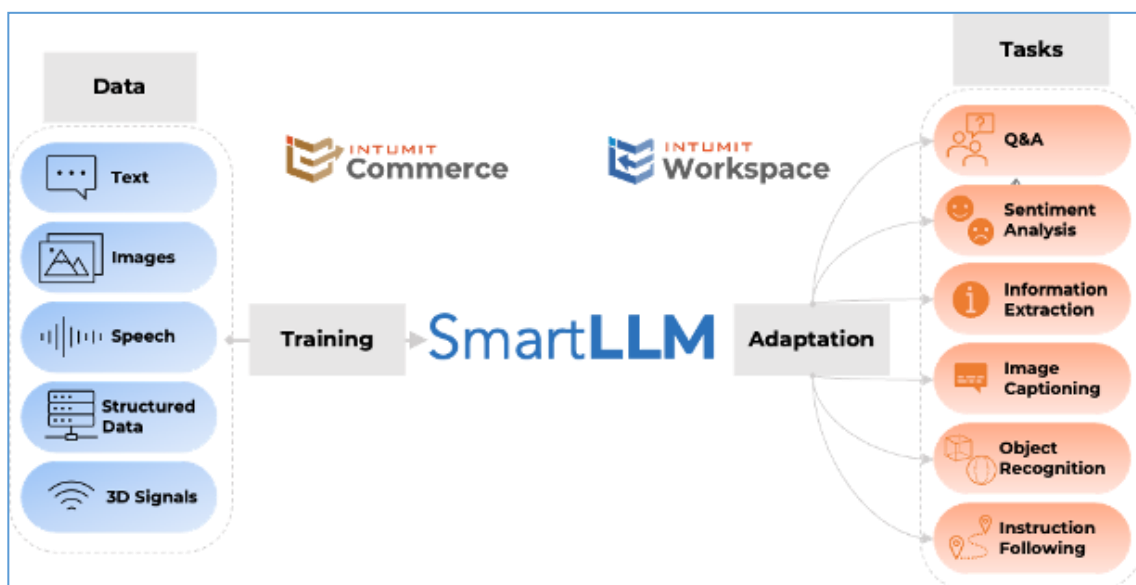 Data
Text
Images
Speech
Structured
Data
3D Signals
Training
INTUMIT
Commerce
INTUMIT
Workspace
SmartLLM
Adaptation
Tasks
Q&A
Sentiment
Analysis
Information
Extraction
Image
Captioning
Object
Recognition
Instruction
Following